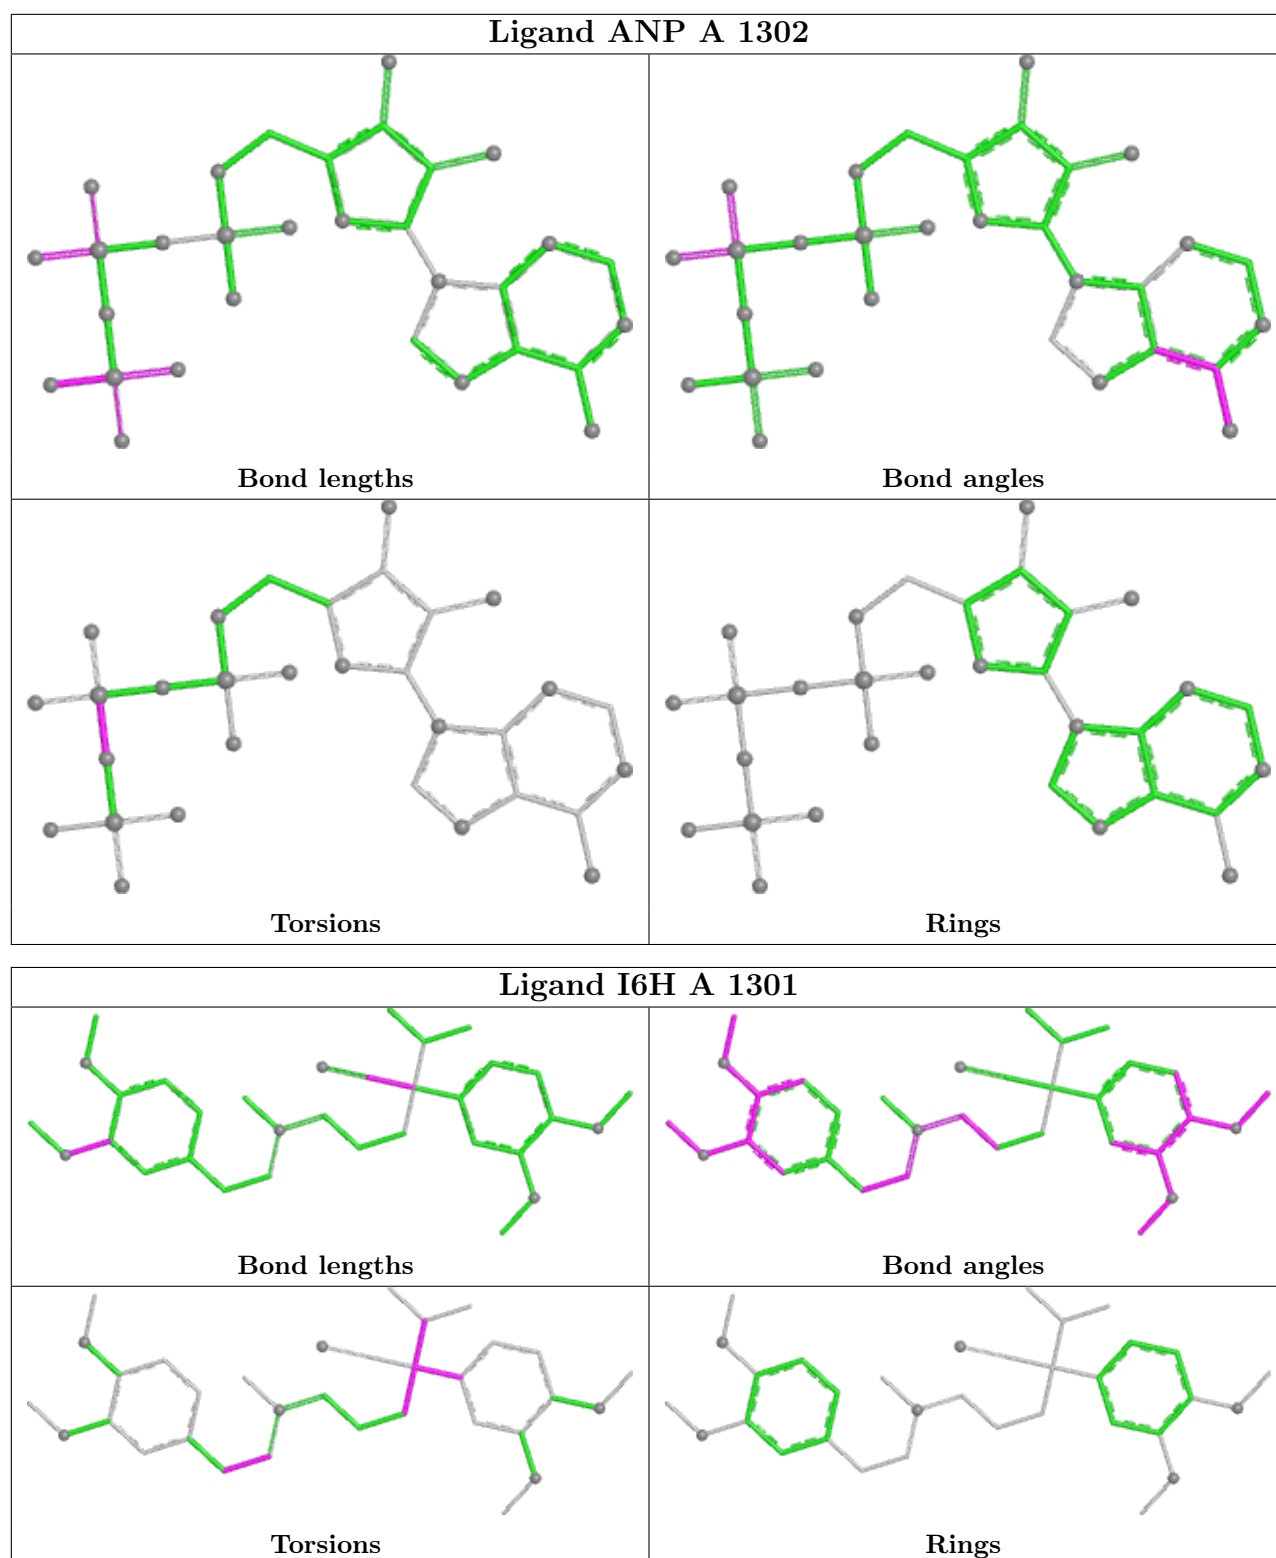 Ligand ANP A 1302
Bond lengths
Bond angles
Torsions
Rings
Ligand I6H A 1301
Bond lengths
Bond angles
Torsions
Rings